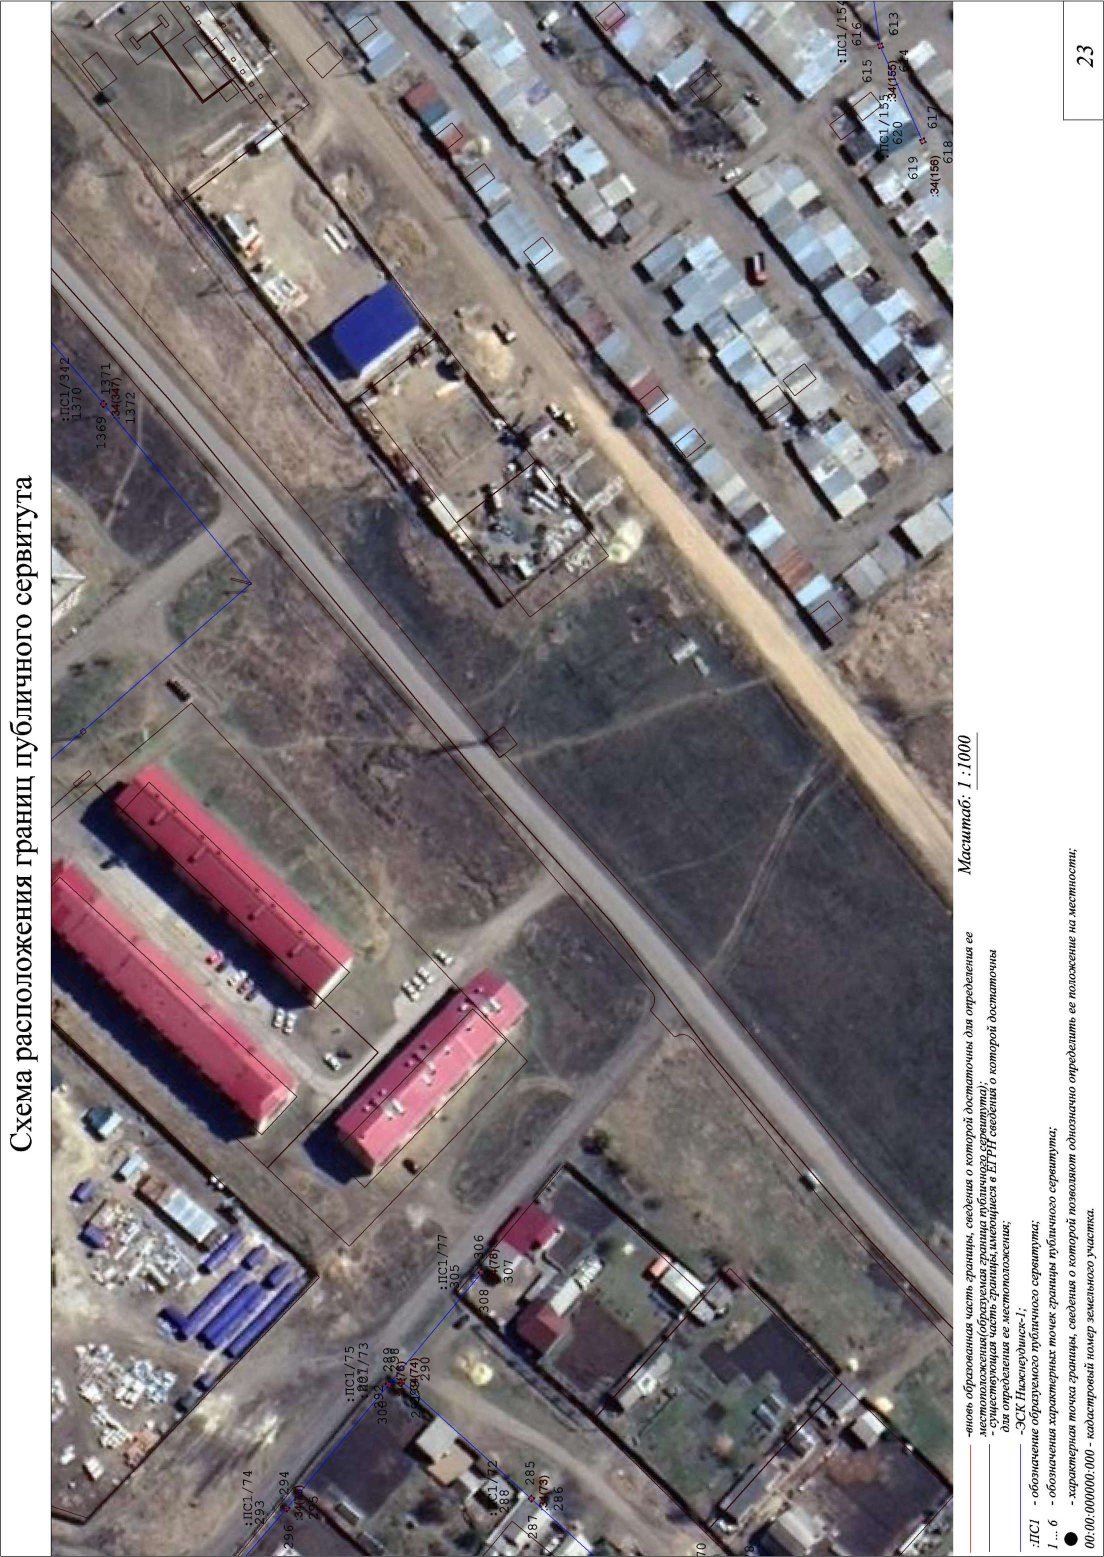 Схема расположения границ публичного сервитута
:ПС1/342
1370
1369
1371
:34(347)
1372
616
613
615
:34(155)
:ПС1/155
620
617
619
618
:34(156)
:ПС1/77
305
306
308
307
:ПС1/75
:ПС1/73
289
298
290
:ПС1/74
293
294
295
296
:ПС1/72
288
285
:34(73)
287
286
70
Масштаб: 1:1000
-вновь образованная часть границы, сведения о которой достаточны для определения ее
местоположения(образуемая граница публичного сервитута);
- существующая часть границы,имеющиеся в ЕГРН сведения о которой достаточны
для определения ее местоположения;
-ЭСК Нижнеудинск-1;
:ПС1 - обозначение образуемого публичного сервитута;
1 ... 6 - обозначения характерных точек границы публичного сервитута;
- характерная точка границы, сведения о которой позволяют однозначно определить ее положение на местности;
00:00:000000:000 - кадастровый номер земельного участка.
23